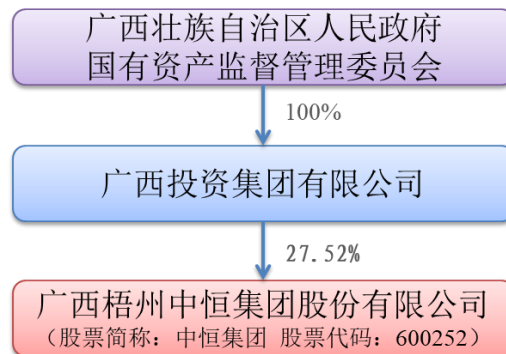 广西壮族自治区人民政府
国有资产监督管理委员会
100%
广西投资集团有限公司
27.52%
广西梧州中恒集团股份有限公司
（股票简称：中恒集团 股票代码：600252）